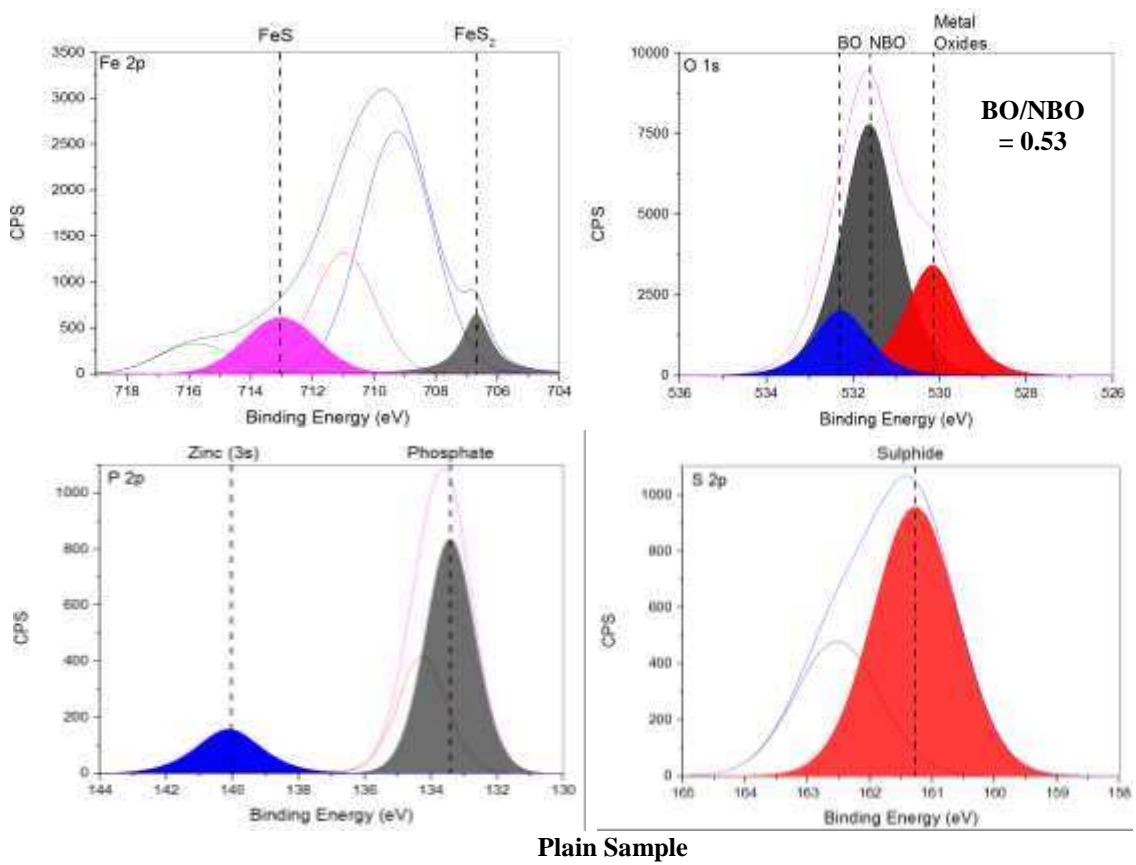 FeS FeS₂
Fe 2p
3500
3000
2500
2000
1500
1000
500
0
CPS
718 716 714 712 710 708 706 704
Binding Energy (eV)
Metal
BO NBO Oxides
O 1s
10000
7500
5000
2500
0
CPS
BO/NBO
= 0.53
536 534 532 530 528 526
Binding Energy (eV)
Zinc (3s) Phosphate
P 2p
1000
800
600
400
200
0
CPS
144 142 140 138 136 134 132 130
Binding Energy (eV)
Sulphide
S 2p
1000
800
600
400
200
0
CPS
165 164 163 162 161 160 159 158
Binding Energy (eV)
Plain Sample